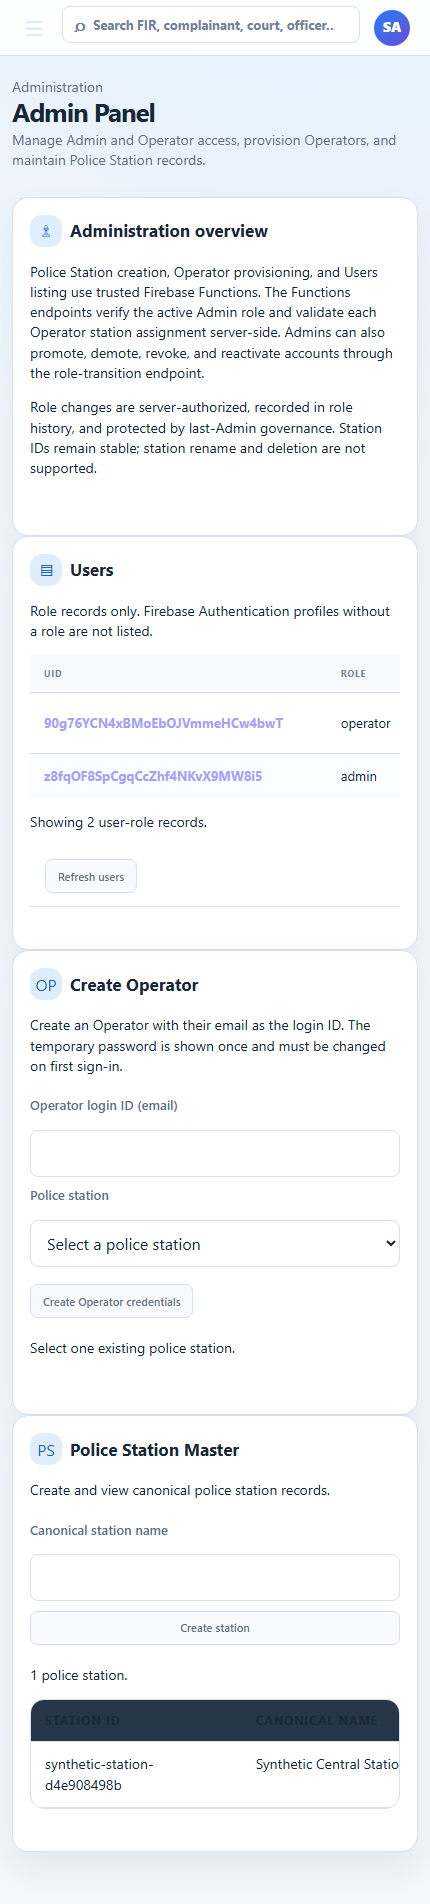 Search FIR, complainant, court, officer...
SA
Administration
Admin Panel
Manage Admin and Operator access, provision Operators, and
maintain Police Station records.
Administration overview
Police Station creation, Operator provisioning, and Users
listing use trusted Firebase Functions. The Functions
endpoints verify the active Admin role and validate each
Operator station assignment server-side. Admins can also
promote, demote, revoke, and reactivate accounts through
the role-transition endpoint.
Role changes are server-authorized, recorded in role
history, and protected by last-Admin governance. Station
IDs remain stable; station rename and deletion are not
supported.
Users
Role records only. Firebase Authentication profiles without
a role are not listed.
UID ROLE
90g76YCN4xBMoEbOJVmmeHCw4bwT operator
z8fqOF8SpCgqCcZhf4NKvX9MW8i5 admin
Showing 2 user-role records.
Refresh users
OP Create Operator
Create an Operator with their email as the login ID. The
temporary password is shown once and must be changed
on first sign-in.
Operator login ID (email)
Police station
Select a police station
Create Operator credentials
Select one existing police station.
PS Police Station Master
Create and view canonical police station records.
Canonical station name
Create station
1 police station.
STATION ID CANONICAL NAME
synthetic-station- Synthetic Central Statio
d4e908498b